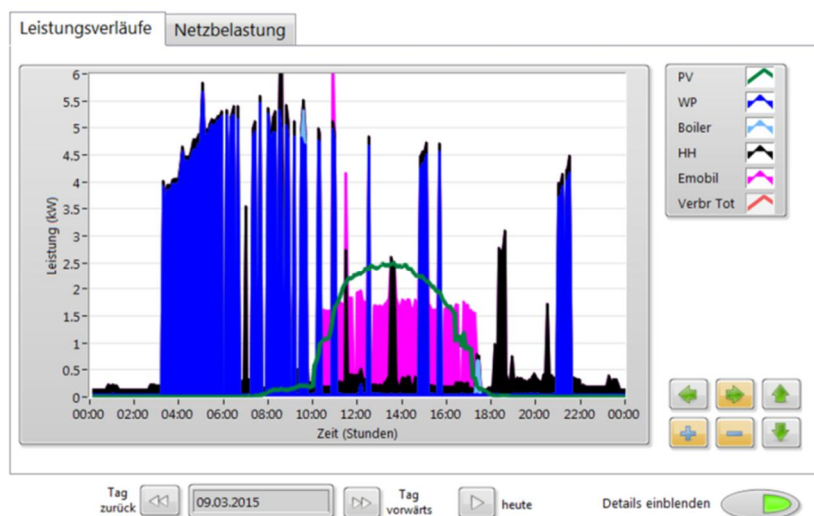 Leistungsverläufe Netzbelastung
6
5.5
5
4.5
4
3.5
3
2.5
2
1.5
1
0.5
0
Leistung (kW)
00:00 02:00 04:00 06:00 08:00 10:00 12:00 14:00 16:00 18:00 20:00 22:00 00:00
Zeit (Stunden)
PV
WP
Boiler
HH
Emobil
Verbr Tot
Tag zurück
09.03.2015
Tag vorwärts
heute
Details einblenden